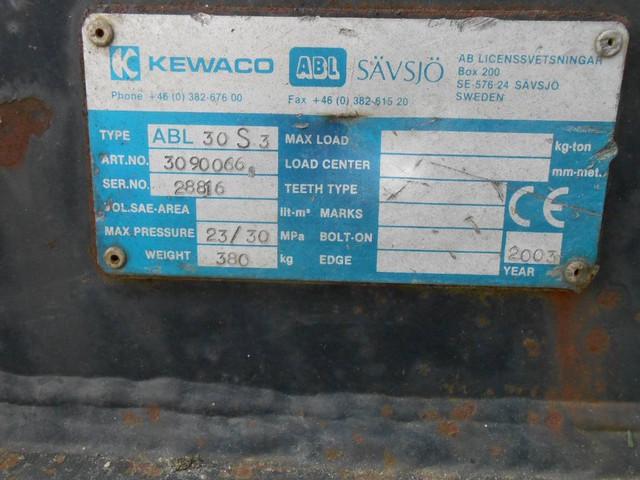 KEWACO ABL SÄVSJÖ AB LICENSSVETSNINGAR
Box 200
SE-576 24 SÄVSJÖ
Phone +46 (0) 382-676 00 Fax +46 (0) 382-615 20 SWEDEN
TYPE ABL 30 S 3 MAX LOAD kg-ton
ART.NO. 3090066 LOAD CENTER mm-met.
SER.NO. 28816 TEETH TYPE CE
VOL.SAE-AREA lit-m² MARKS
MAX PRESSURE 23/30 MPa BOLT-ON 2003
WEIGHT 380 kg EDGE YEAR